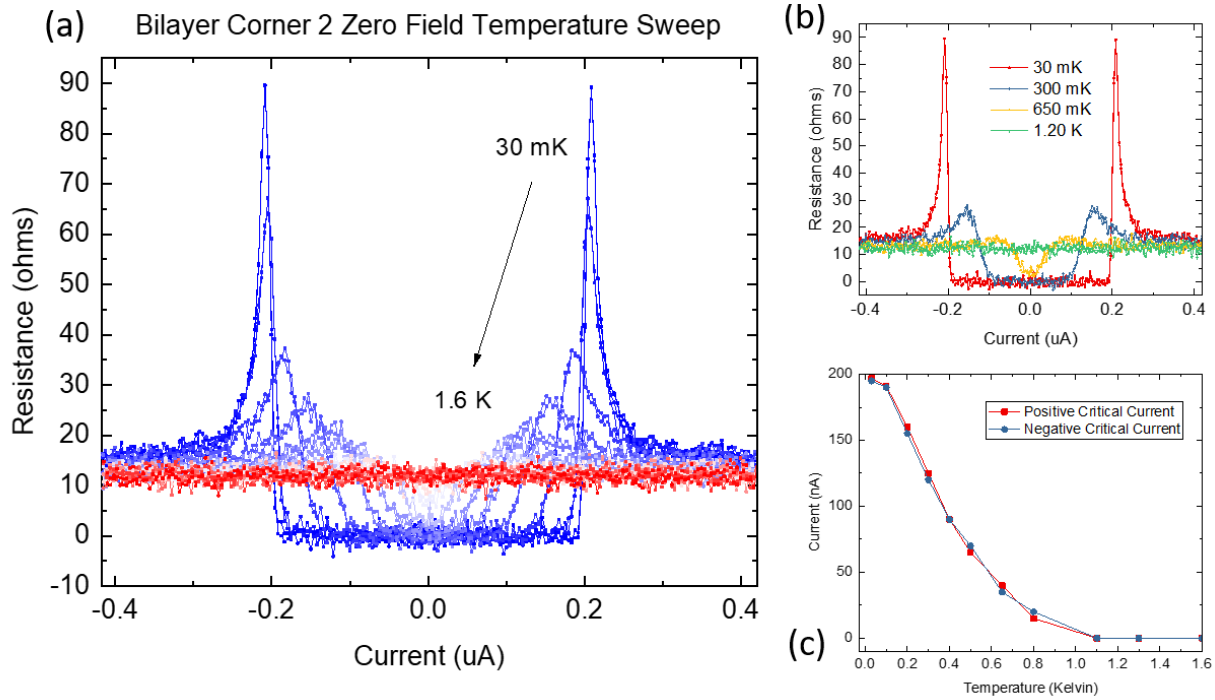 (a)
Bilayer Corner 2 Zero Field Temperature Sweep
90
80
70
60
50
40
30
20
10
0
-10
Resistance (ohms)
30 mK
1.6 K
-0.4
-0.2
0.0
0.2
0.4
Current (uA)
(b)
90
80
70
60
50
40
30
20
10
0
Resistance (ohms)
30 mK
300 mK
650 mK
1.20 K
-0.4
-0.2
0.0
0.2
0.4
Current (uA)
200
150
100
50
0
Current (nA)
Positive Critical Current
Negative Critical Current
(c)
0.0
0.2
0.4
0.6
0.8
1.0
1.2
1.4
1.6
Temperature (Kelvin)